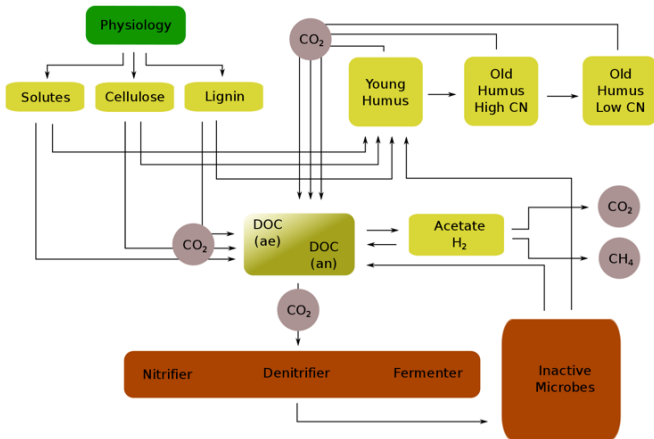 Physiology
CO₂
Solutes
Cellulose
Lignin
Young
Humus
Old
Humus
High CN
Old
Humus
Low CN
DOC
(ae)
DOC
(an)
CO₂
Acetate
H₂
CO₂
CH₄
CO₂
Nitrifier
Denitrifier
Fermenter
Inactive
Microbes